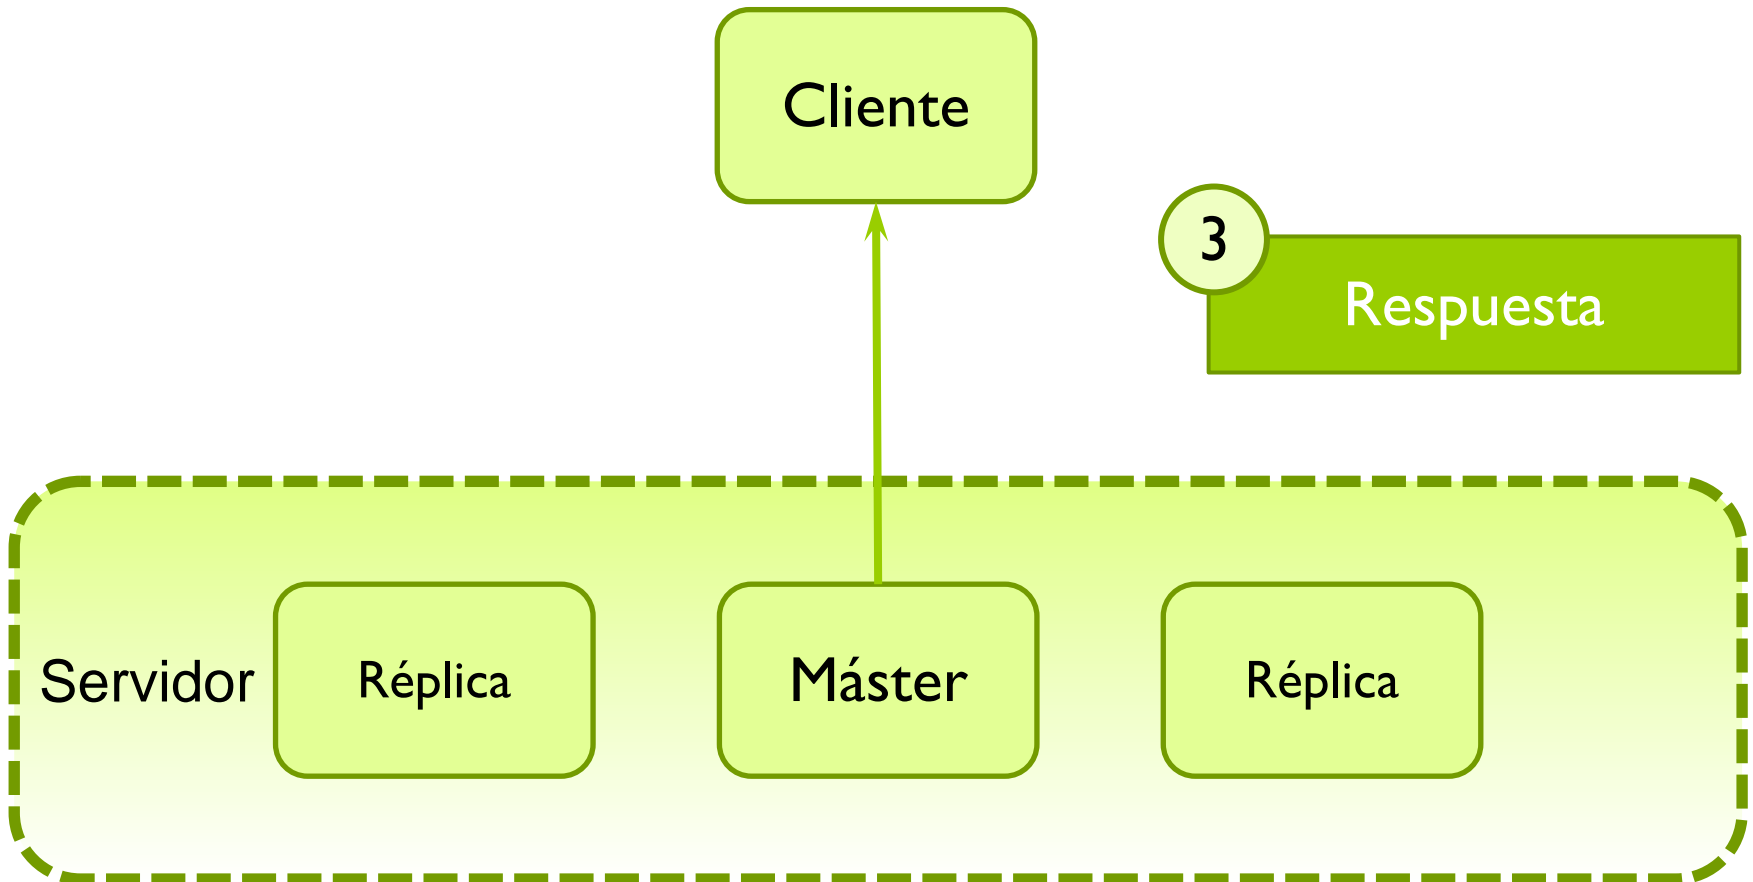 Cliente
3
Respuesta
Servidor
Réplica
Máster
Réplica